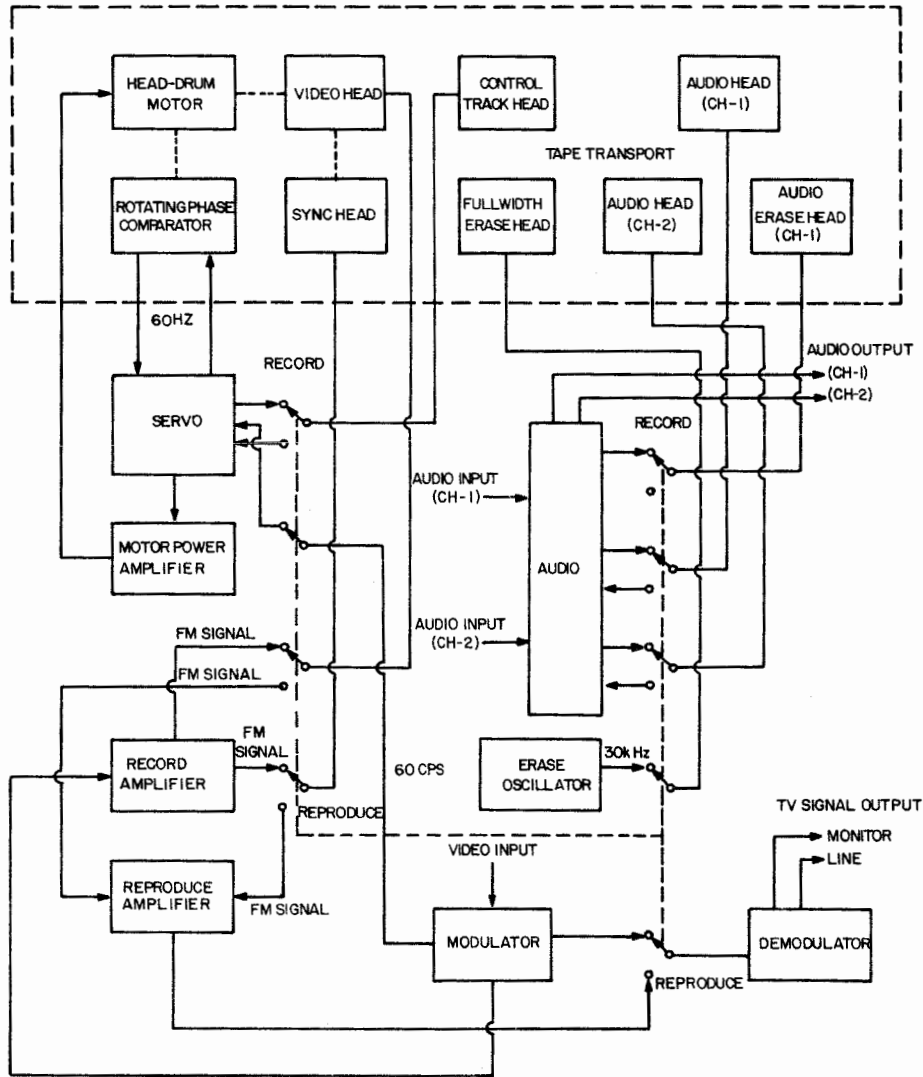 HEAD-DRUM
MOTOR
VIDEO HEAD
CONTROL
TRACK HEAD
AUDIO HEAD
(CH-1)
TAPE TRANSPORT
ROTATING PHASE
COMPARATOR
SYNC HEAD
FULLWIDTH
ERASE HEAD
AUDIO HEAD
(CH-2)
AUDIO
ERASE HEAD
(CH-1)
60HZ
RECORD
AUDIO OUTPUT
(CH-1)
(CH-2)
SERVO
RECORD
AUDIO INPUT
(CH-1)
MOTOR POWER
AMPLIFIER
AUDIO
AUDIO INPUT
(CH-2)
FM SIGNAL
FM SIGNAL
FM
SIGNAL
RECORD
AMPLIFIER
60 CPS
ERASE
OSCILLATOR
30kHz
REPRODUCE
TV SIGNAL OUTPUT
MONITOR
LINE
VIDEO INPUT
REPRODUCE
AMPLIFIER
FM SIGNAL
MODULATOR
DEMODULATOR
REPRODUCE